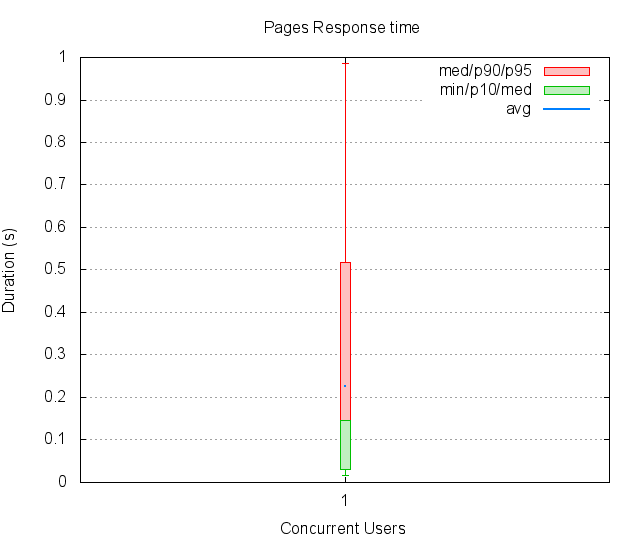 Pages Response time
1
med/p90/p95
min/p10/med
avg
0.9
0.8
0.7
0.6
0.5
0.4
0.3
0.2
0.1
0
Duration (s)
1
Concurrent Users